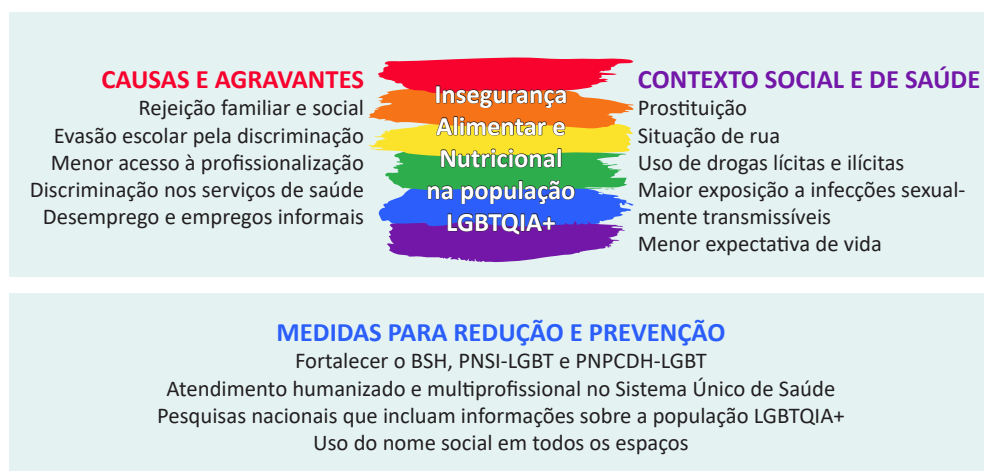 CAUSAS E AGRAVANTES
Rejeição familiar e social
Evasão escolar pela discriminação
Menor acesso à profissionalização
Discriminação nos serviços de saúde
Desemprego e empregos informais
Insegurança
Alimentar e
Nutricional
na população
LGBTQIA+
CONTEXTO SOCIAL E DE SAÚDE
Prostituição
Situação de rua
Uso de drogas lícitas e ilícitas
Maior exposição a infecções sexual-
mente transmissíveis
Menor expectativa de vida
MEDIDAS PARA REDUÇÃO E PREVENÇÃO
Fortalecer o BSH, PNSI-LGBT e PNPCDH-LGBT
Atendimento humanizado e multiprofissional no Sistema Único de Saúde
Pesquisas nacionais que incluam informações sobre a população LGBTQIA+
Uso do nome social em todos os espaços